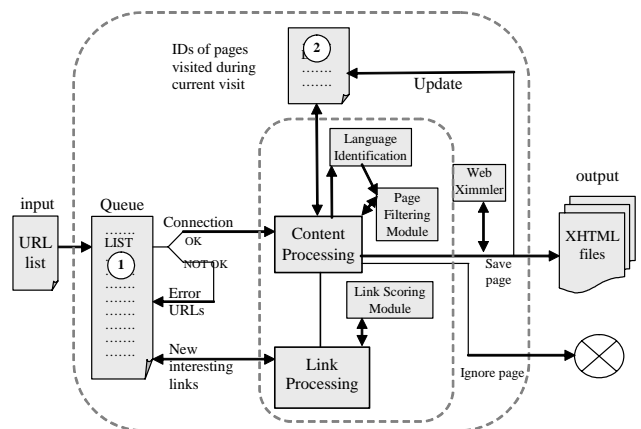 IDs of pages
visited during
current visit
2
Update
Language
Identification
Web
Ximmler
output
Page
Filtering
Module
input
Queue
URL
list
LIST
1
Connection
OK
NOT OK
Content
Processing
XHTML
files
Save
page
Error
URLs
Link Scoring
Module
New
interesting
links
Link
Processing
Ignore page